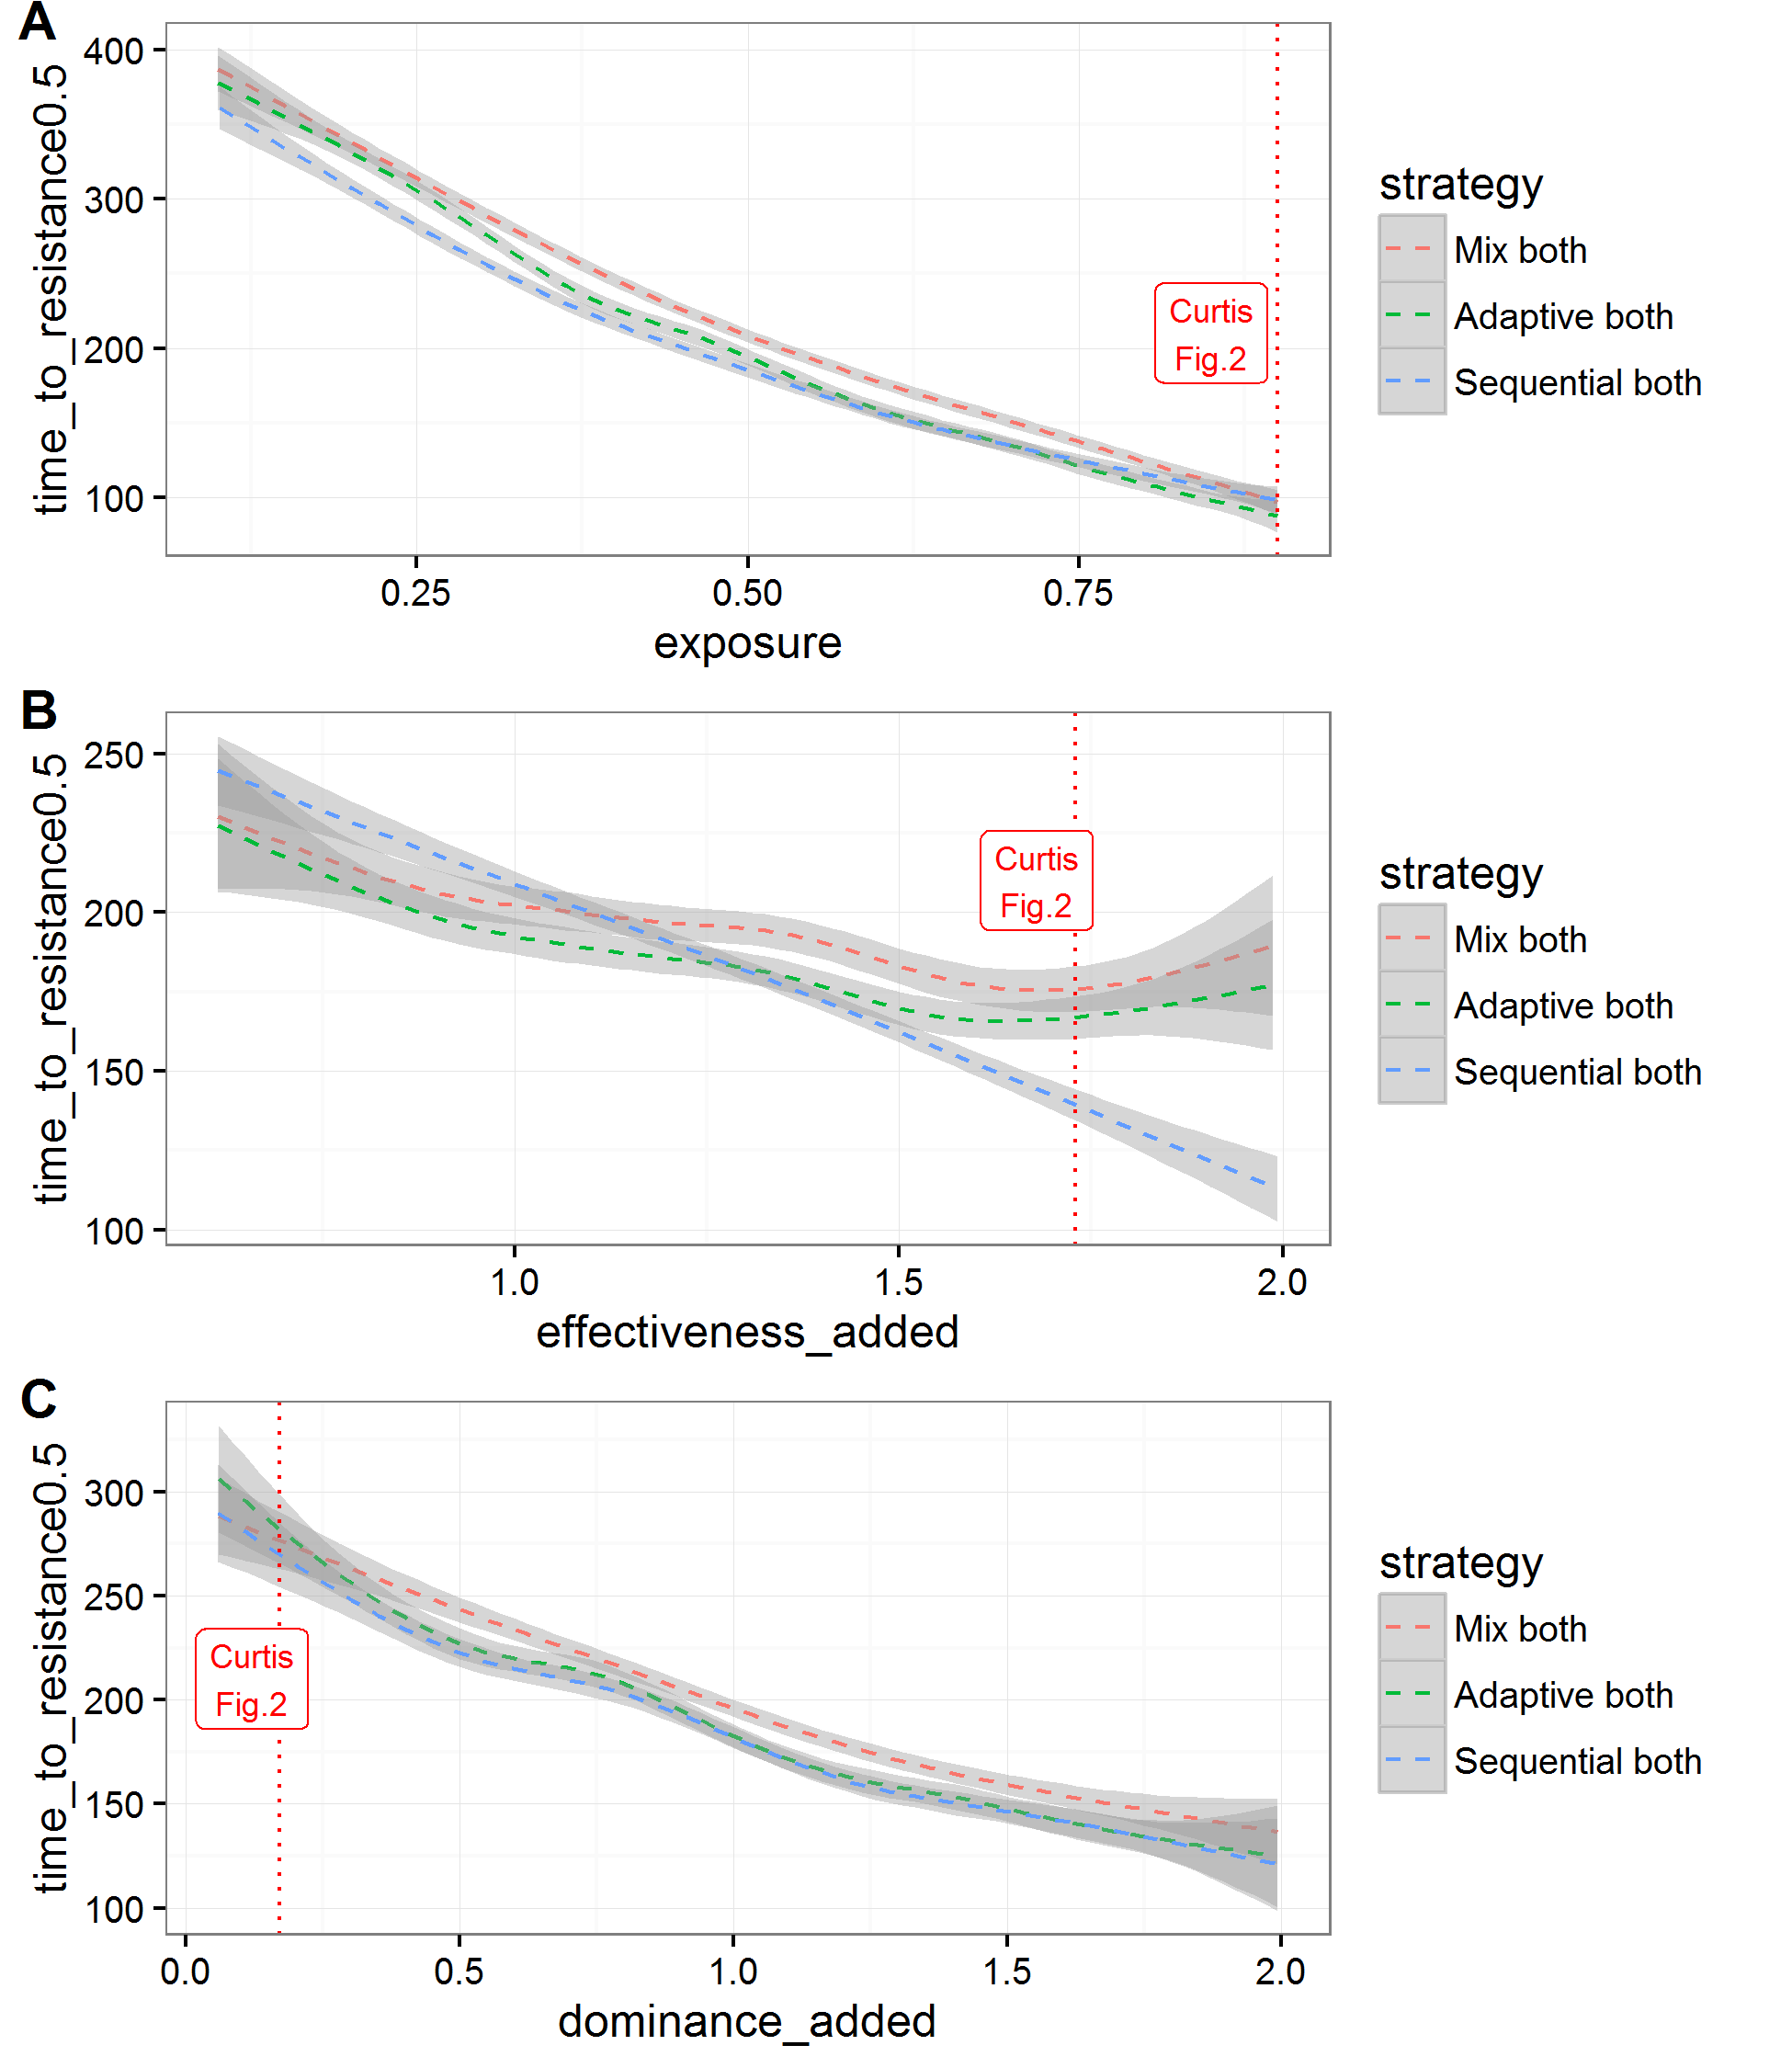 A
time_to_resistance0.5
400
300
200
100
0.25 0.50 0.75
exposure
Curtis
Fig.2
strategy
Mix both
Adaptive both
Sequential both
B
time_to_resistance0.5
250
200
150
100
1.0 1.5 2.0
effectiveness_added
Curtis
Fig.2
strategy
Mix both
Adaptive both
Sequential both
C
time_to_resistance0.5
300
250
200
150
100
0.0 0.5 1.0 1.5 2.0
dominance_added
Curtis
Fig.2
strategy
Mix both
Adaptive both
Sequential both